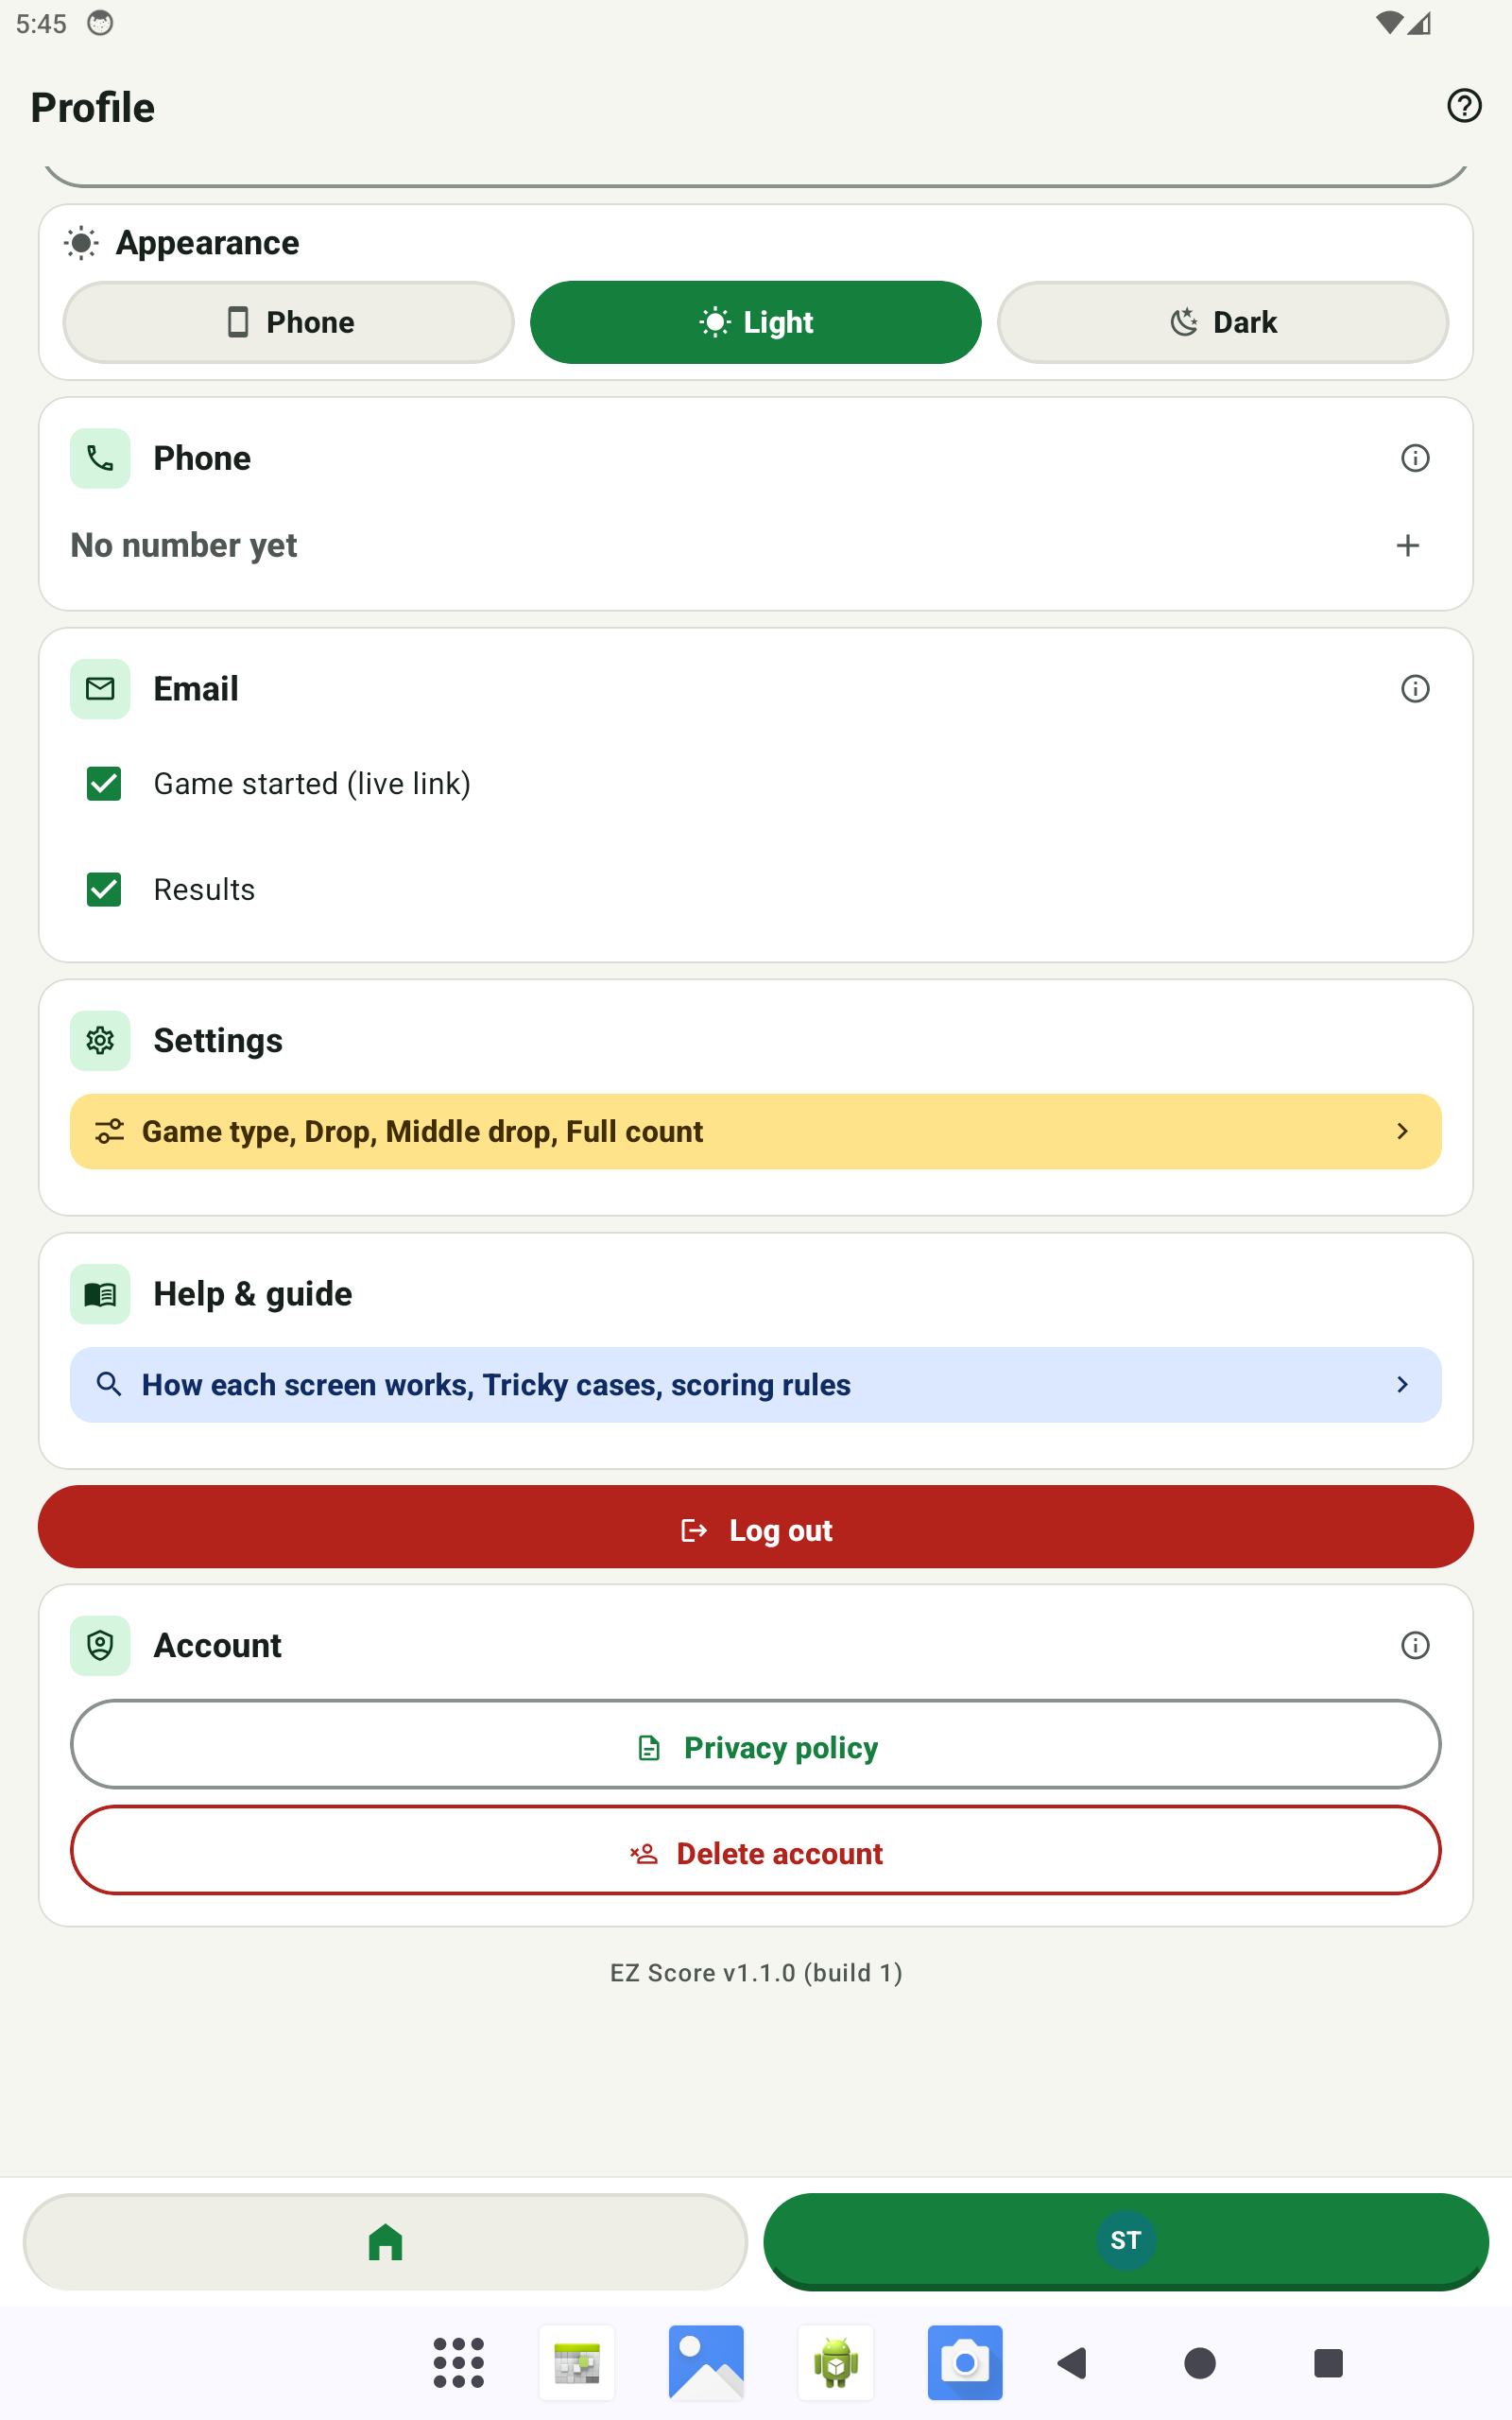 5:45
Profile
Appearance
Phone
Light
Dark
Phone
No number yet
Email
Game started (live link)
Results
Settings
Game type, Drop, Middle drop, Full count
Help & guide
How each screen works, Tricky cases, scoring rules
Log out
Account
Privacy policy
Delete account
EZ Score v1.1.0 (build 1)
ST